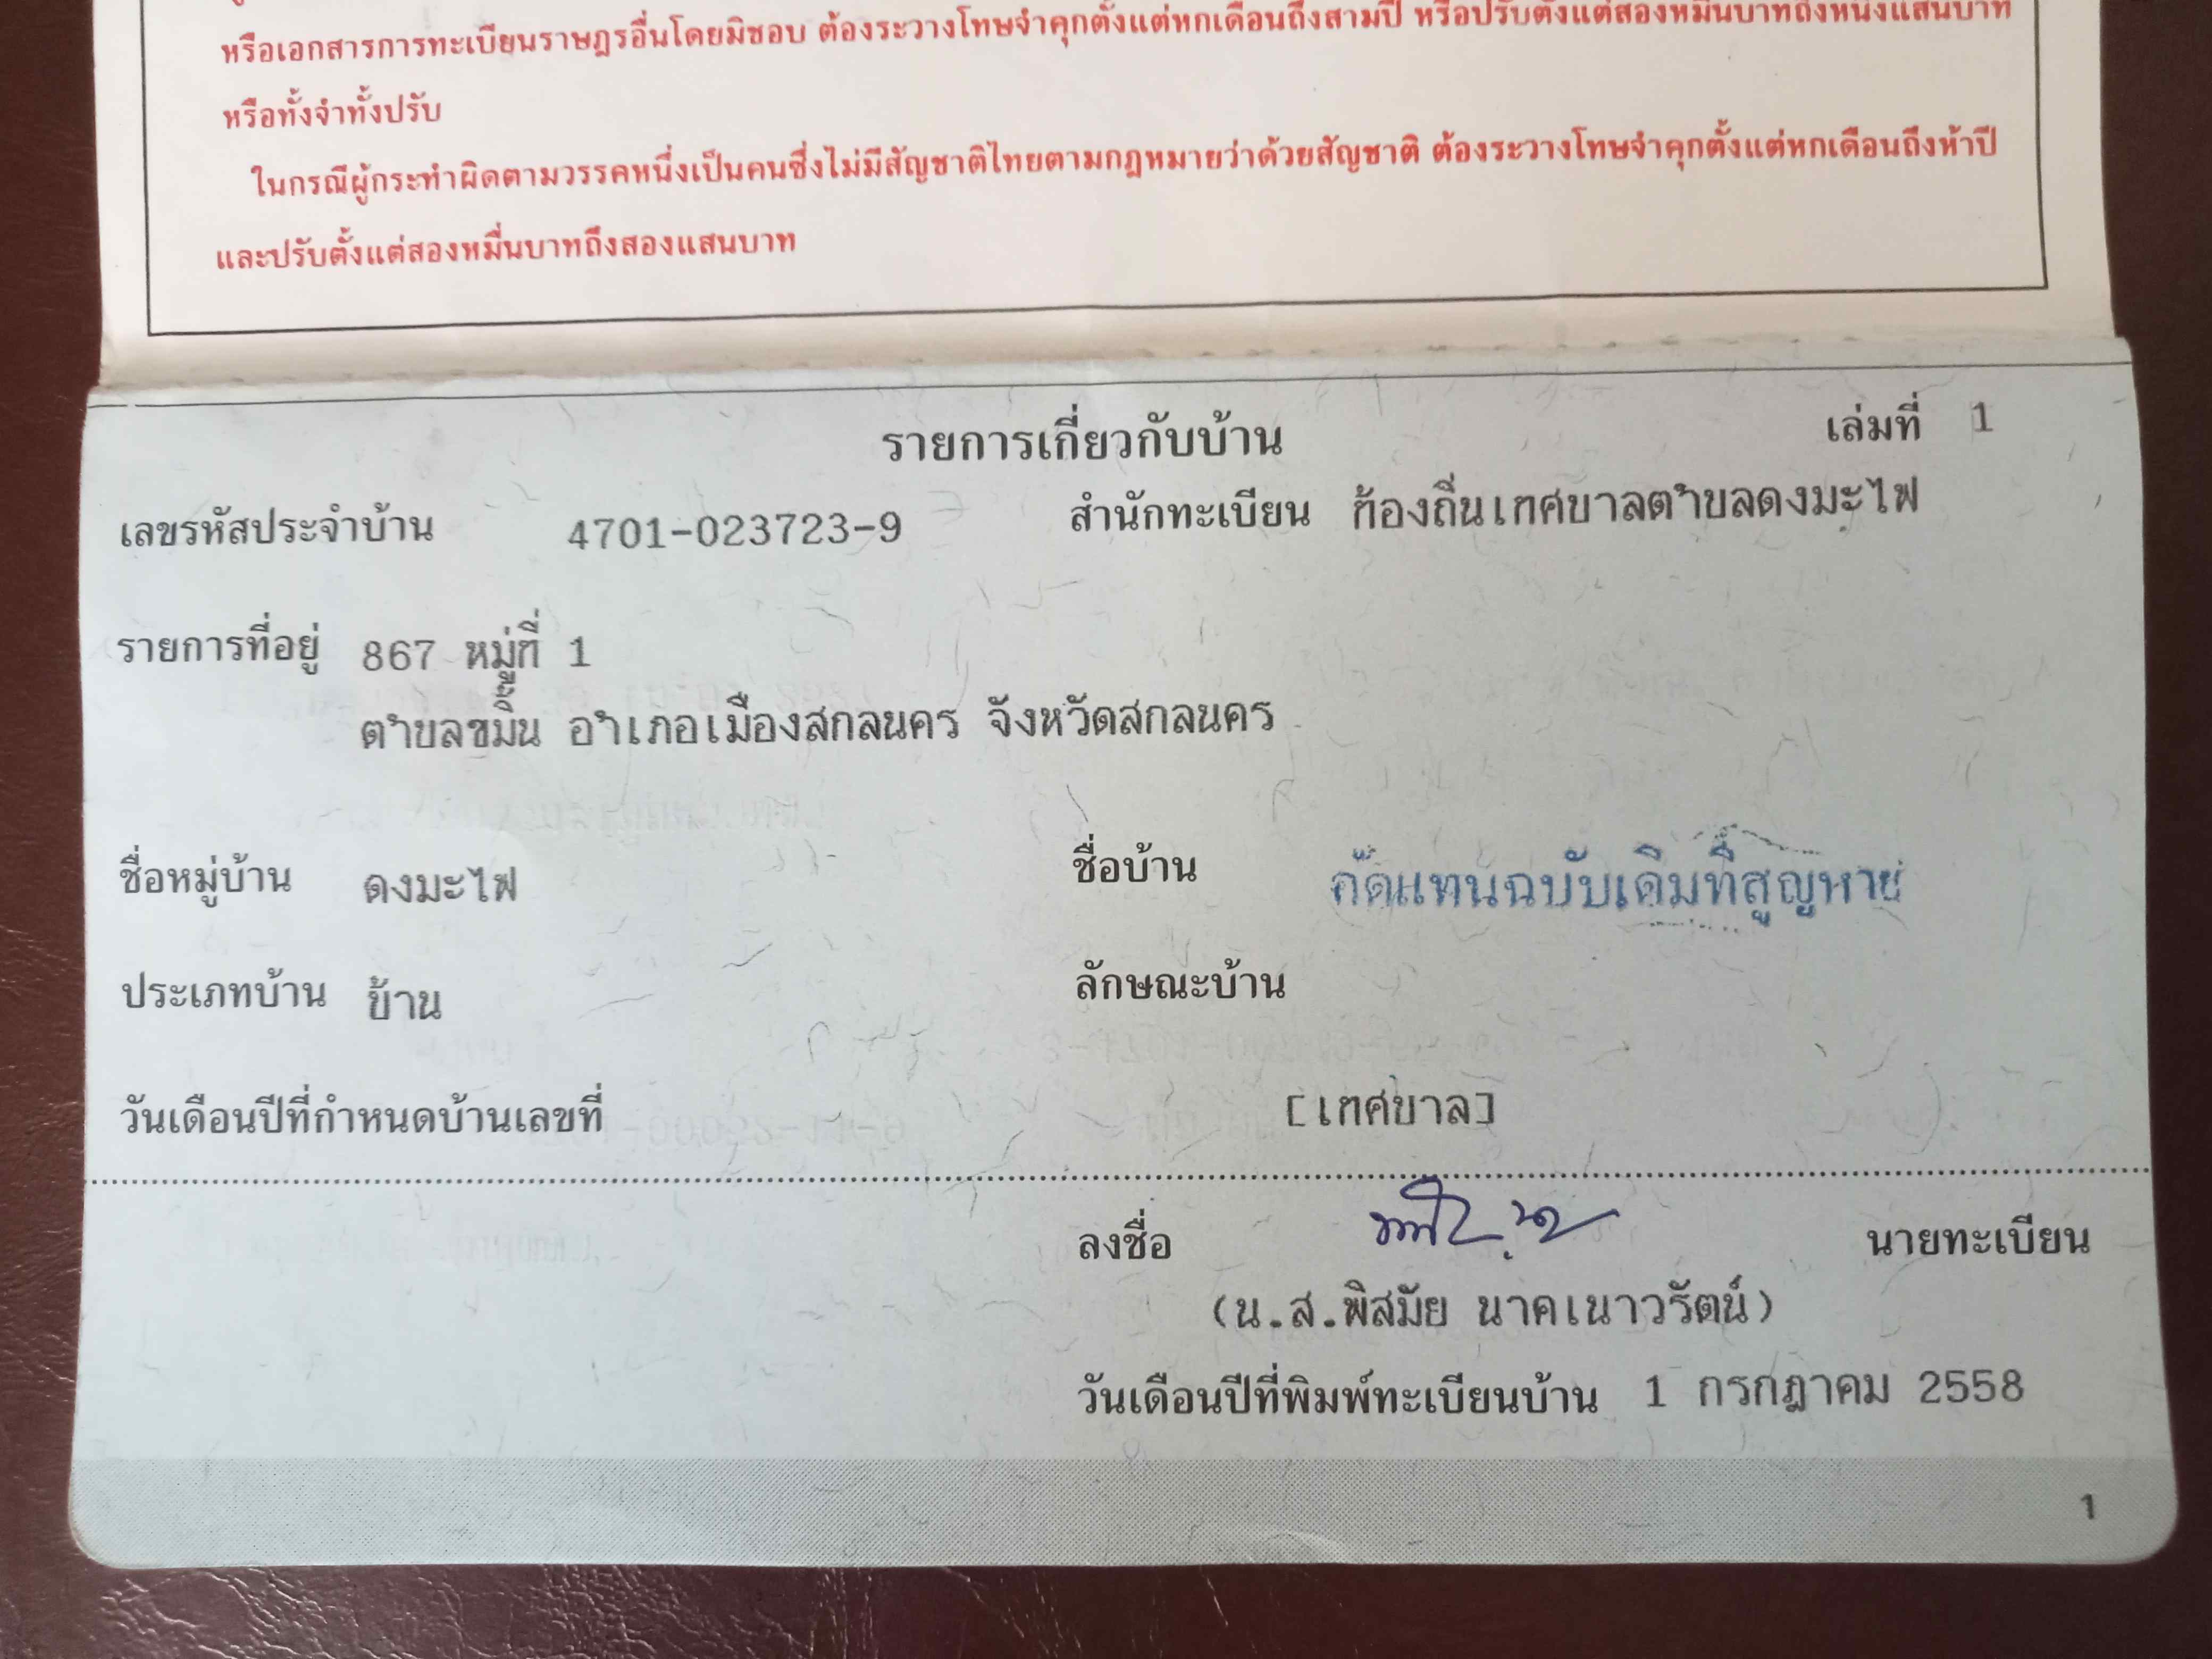 หรือเอกสารการทะเบียนราษฎรอื่นโดยมิชอบ ต้องระวางโทษจำคุกตั้งแต่หกเดือนถึงสามปี หรือปรับตั้งแต่สองหมื่นบาทถึงหนึ่งแสนบาท
หรือทั้งจำทั้งปรับ
ในกรณีผู้กระทำผิดตามวรรคหนึ่งเป็นคนซึ่งไม่มีสัญชาติไทยตามกฎหมายว่าด้วยสัญชาติ ต้องระวางโทษจำคุกตั้งแต่หกเดือนถึงห้าปี
และปรับตั้งแต่สองหมื่นบาทถึงสองแสนบาท
รายการเกี่ยวกับบ้าน เล่มที่ 1
เลขรหัสประจำบ้าน 4701-023723-9 สำนักทะเบียน ท้องถิ่นเทศบาลตำบลดงมะไฟ
รายการที่อยู่ 867 หมู่ที่ 1
ตำบลขมิ้น อำเภอเมืองสกลนคร จังหวัดสกลนคร
ชื่อหมู่บ้าน ดงมะไฟ ชื่อบ้าน คัดแทนฉบับเดิมที่สูญหาย
ประเภทบ้าน บ้าน ลักษณะบ้าน
วันเดือนปีที่กำหนดบ้านเลขที่ [เทศบาล]
ลงชื่อ นายทะเบียน
(น.ส.พิสมัย นาคเนาวรัตน์)
วันเดือนปีที่พิมพ์ทะเบียนบ้าน 1 กรกฎาคม 2558
1